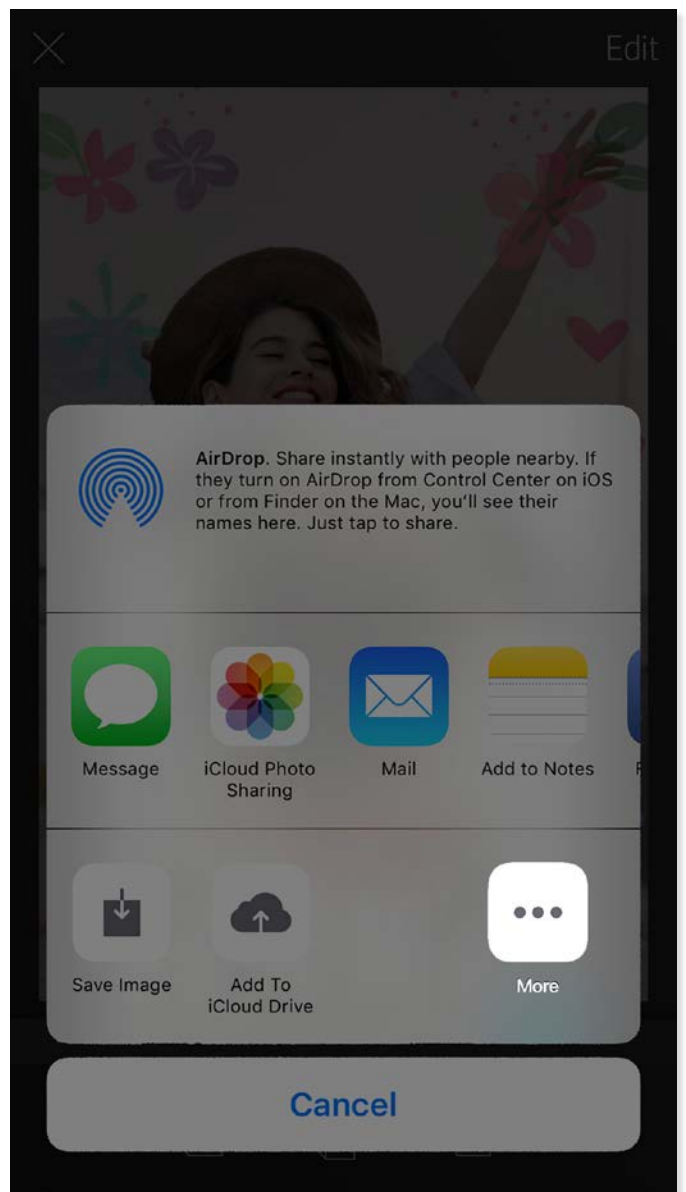 Edit
AirDrop. Share instantly with people nearby. If
they turn on AirDrop from Control Center on iOS
or from Finder on the Mac, you'll see their
names here. Just tap to share.
Message
iCloud Photo
Sharing
Mail
Add to Notes
Save Image
Add To
iCloud Drive
More
Cancel